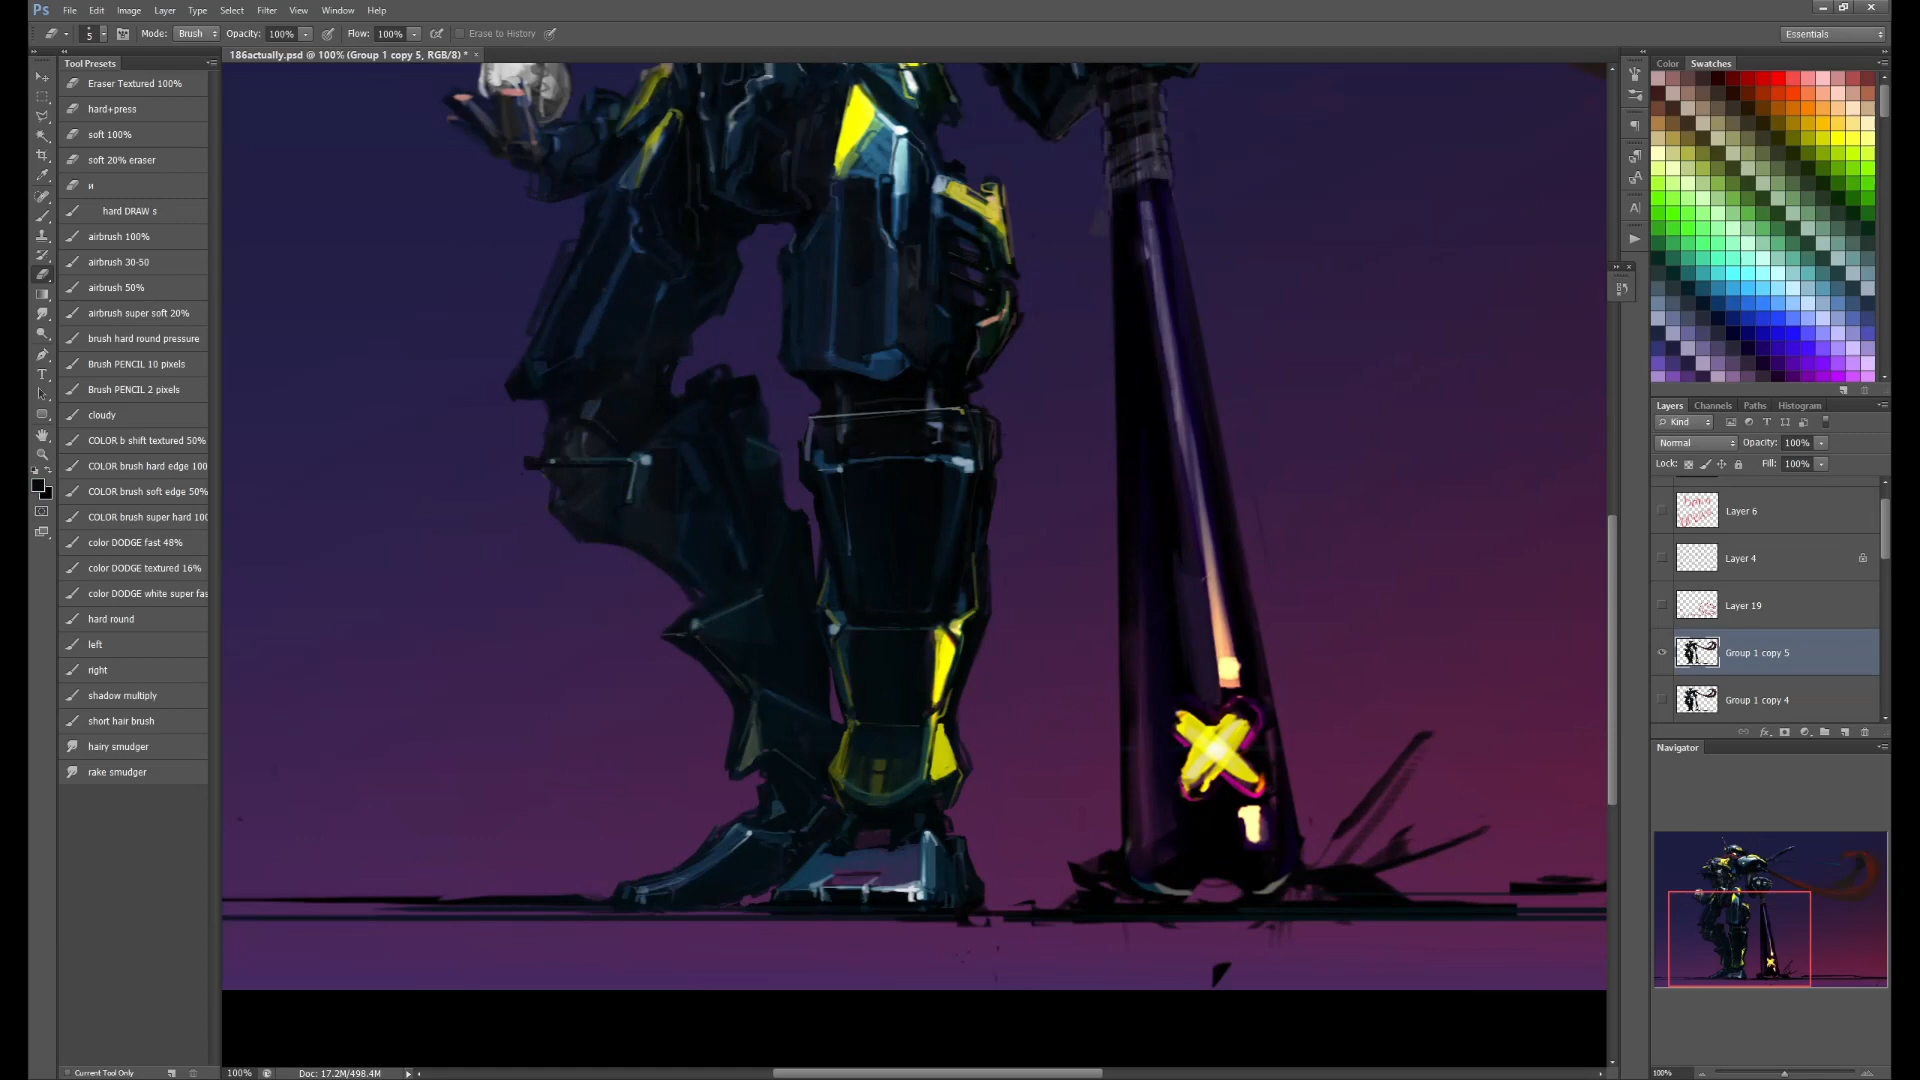 Ps File Edit Image Layer Type Select Filter View Window Help
5 Mode: Brush Opacity: 100% Flow: 100% Erase to History Essentials
186actually.psd @ 100% (Group 1 copy 5, RGB/8) * ×
Tool Presets
Eraser Textured 100%
hard+press
soft 100%
soft 20% eraser
и
hard DRAW s
airbrush 100%
airbrush 30-50
airbrush 50%
airbrush super soft 20%
brush hard round pressure
Brush PENCIL 10 pixels
Brush PENCIL 2 pixels
cloudy
COLOR b shift textured 50%
COLOR brush hard edge 100
COLOR brush soft edge 50%
COLOR brush super hard 100
color DODGE fast 48%
color DODGE textured 16%
color DODGE white super fas
hard round
left
right
shadow multiply
short hair brush
hairy smudger
rake smudger
Current Tool Only
100% Doc: 17.2M/498.4M
Color Swatches
Layers Channels Paths Histogram
Kind
Normal Opacity: 100%
Lock: Fill: 100%
Layer 6
Layer 4
Layer 19
Group 1 copy 5
Group 1 copy 4
fx
Navigator
100%